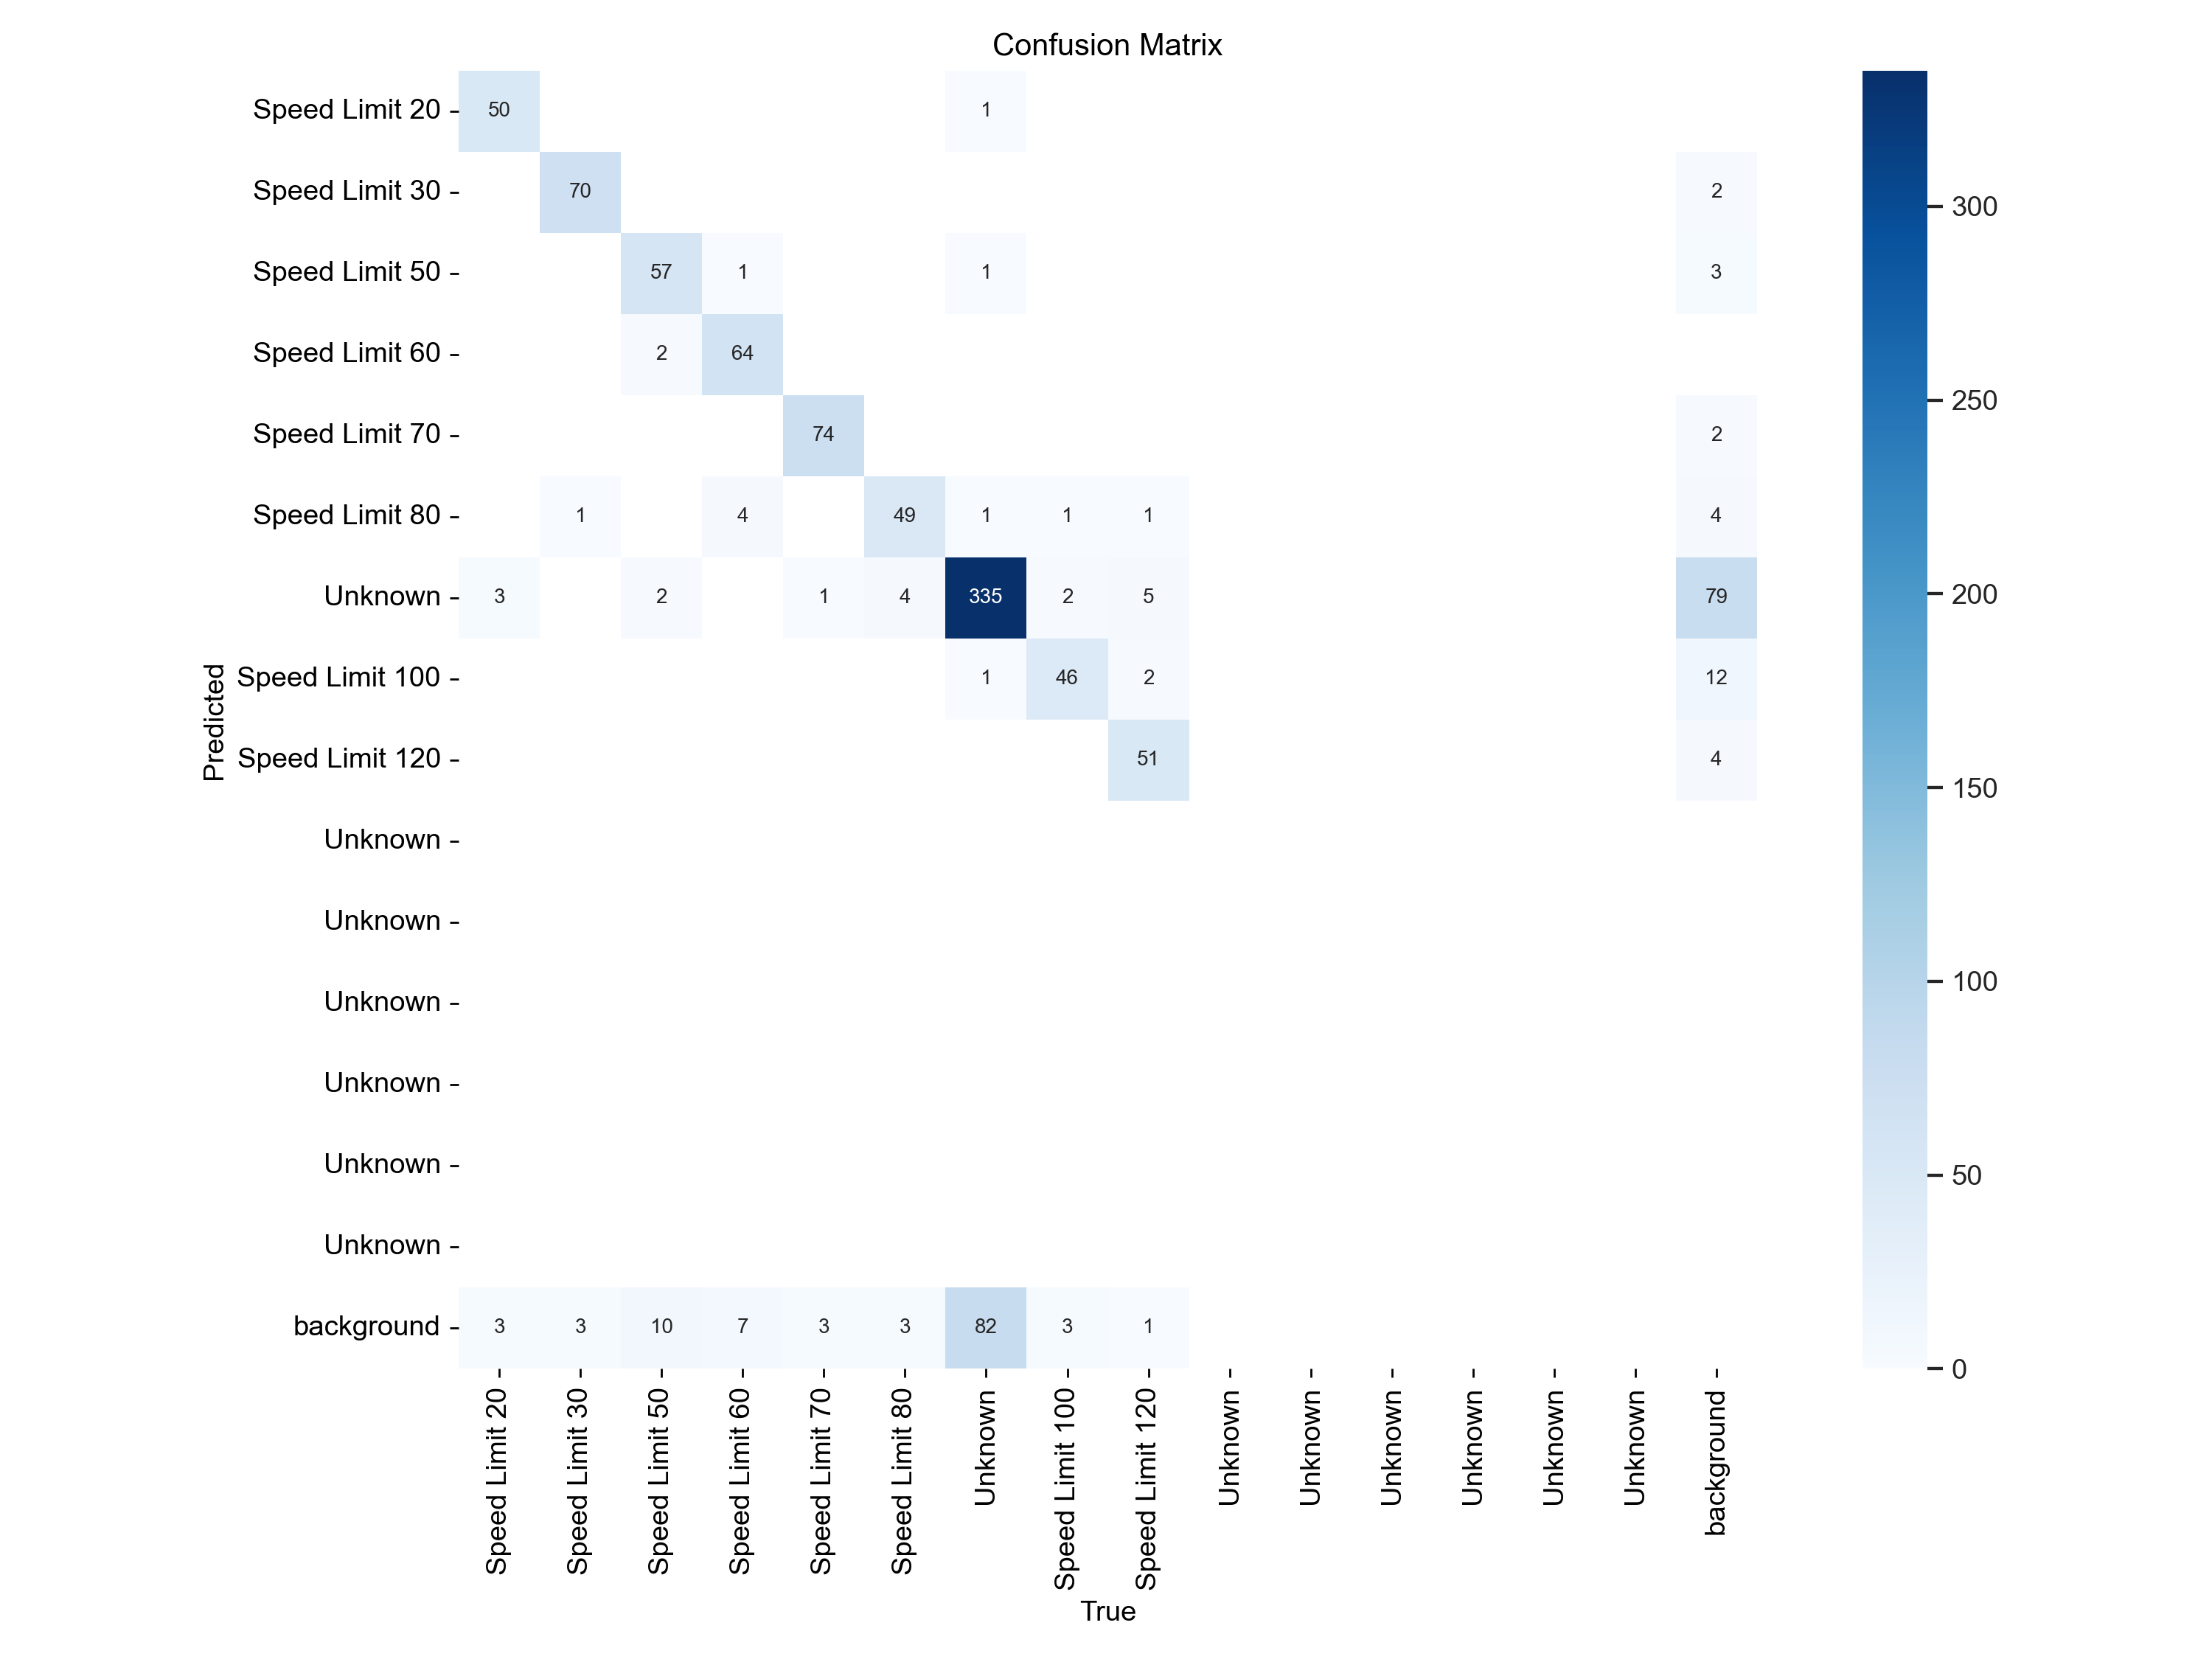 Confusion Matrix
Speed Limit 20 50 1
Speed Limit 30 70 2
Speed Limit 50 57 1 1 3
Speed Limit 60 2 64
Speed Limit 70 74 2
Speed Limit 80 1 4 49 1 1 1 4
Unknown 3 2 1 4 335 2 5 79
Speed Limit 100 1 46 2 12
Speed Limit 120 51 4
Unknown
Unknown
Unknown
Unknown
Unknown
Unknown
background 3 3 10 7 3 3 82 3 1
Predicted
Speed Limit 20
Speed Limit 30
Speed Limit 50
Speed Limit 60
Speed Limit 70
Speed Limit 80
Unknown
Speed Limit 100
Speed Limit 120
Unknown
Unknown
Unknown
Unknown
Unknown
Unknown
background
True
300
250
200
150
100
50
0